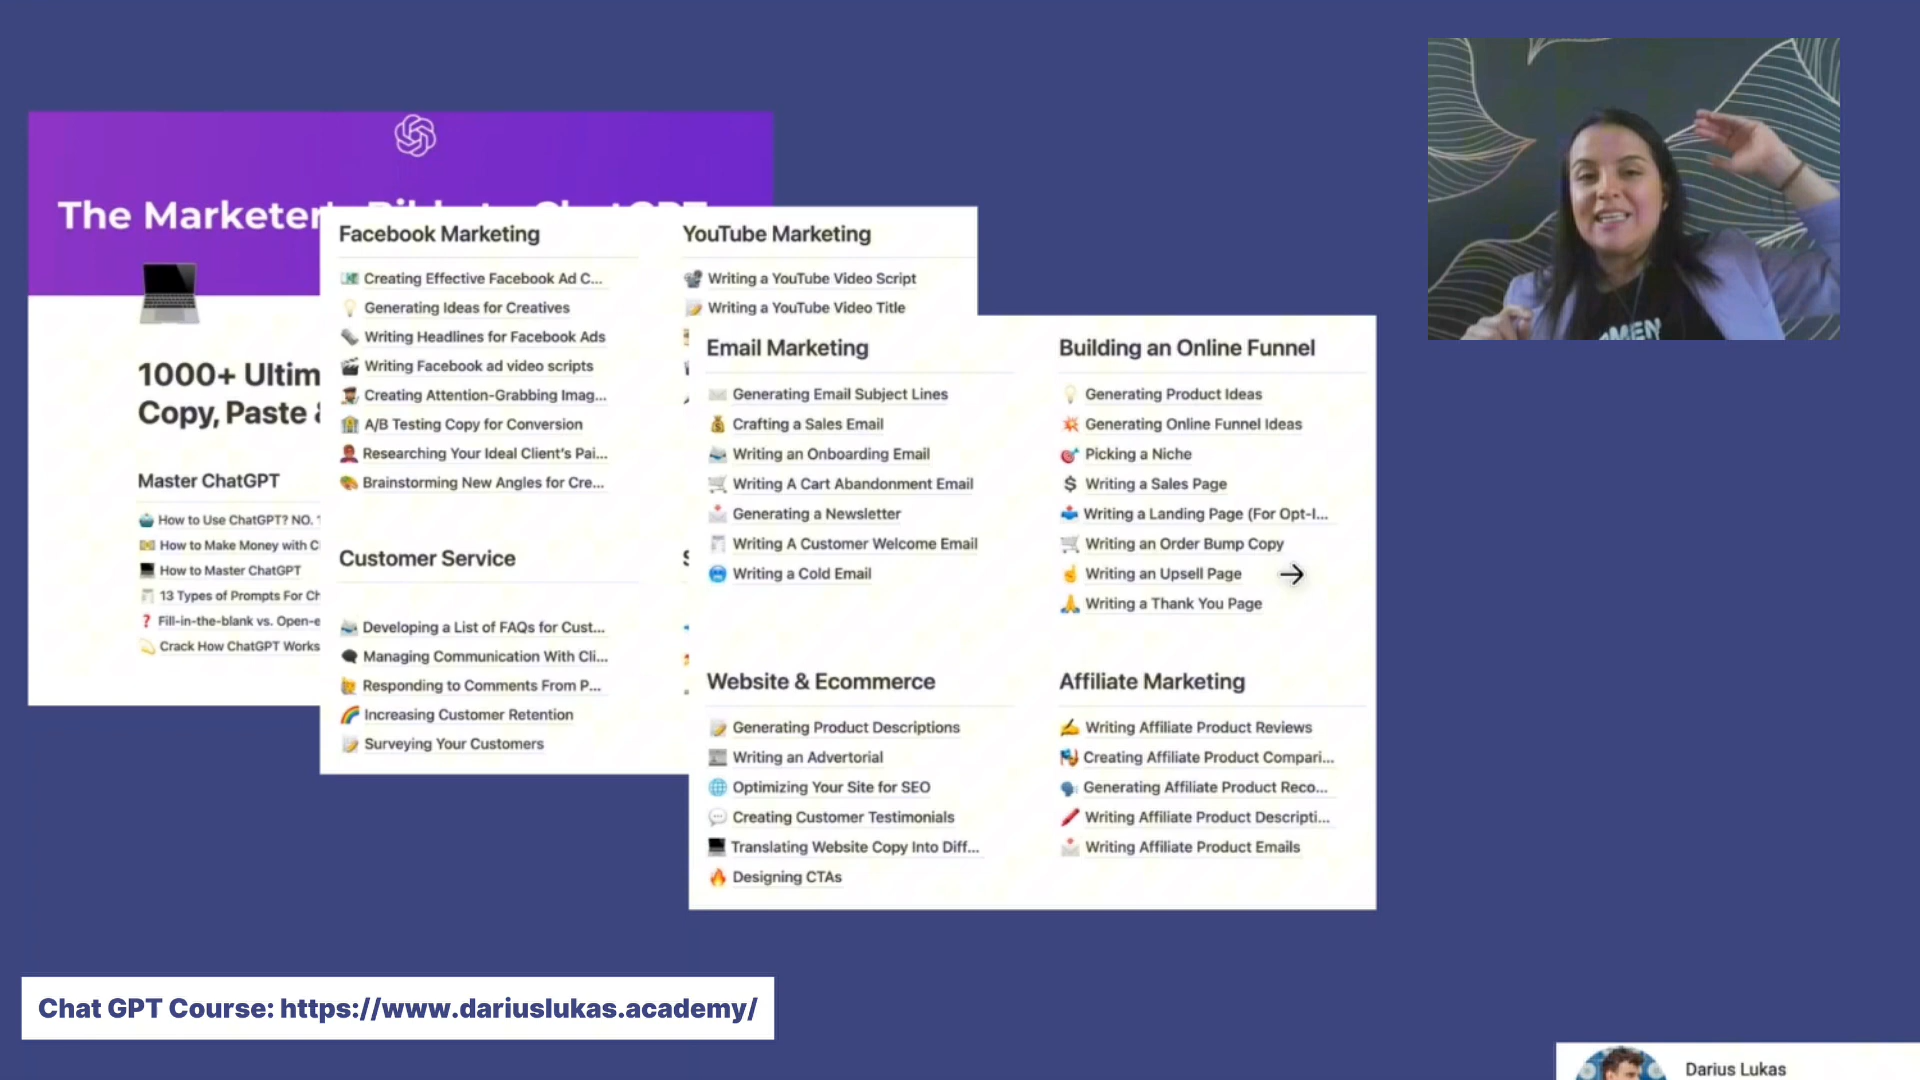 The Marketer
1000+ Ultim
Copy, Paste &
Master ChatGPT
How to Use ChatGPT? NO.
How to Make Money with C
How to Master ChatGPT
13 Types of Prompts For Ch
Fill-in-the-blank vs. Open-e
Crack How ChatGPT Works
Facebook Marketing
Creating Effective Facebook Ad C...
Generating Ideas for Creatives
Writing Headlines for Facebook Ads
Writing Facebook ad video scripts
Creating Attention-Grabbing Imag...
A/B Testing Copy for Conversion
Researching Your Ideal Client's Pai...
Brainstorming New Angles for Cre...
Customer Service
Developing a List of FAQs for Cust...
Managing Communication With Cli...
Responding to Comments From P...
Increasing Customer Retention
Surveying Your Customers
YouTube Marketing
Writing a YouTube Video Script
Writing a YouTube Video Title
Email Marketing
Generating Email Subject Lines
Crafting a Sales Email
Writing an Onboarding Email
Writing A Cart Abandonment Email
Generating a Newsletter
Writing A Customer Welcome Email
Writing a Cold Email
Building an Online Funnel
Generating Product Ideas
Generating Online Funnel Ideas
Picking a Niche
Writing a Sales Page
Writing a Landing Page (For Opt-I...
Writing an Order Bump Copy
Writing an Upsell Page
Writing a Thank You Page
Website & Ecommerce
Generating Product Descriptions
Writing an Advertorial
Optimizing Your Site for SEO
Creating Customer Testimonials
Translating Website Copy Into Diff...
Designing CTAs
Affiliate Marketing
Writing Affiliate Product Reviews
Creating Affiliate Product Compari...
Generating Affiliate Product Reco...
Writing Affiliate Product Descripti...
Writing Affiliate Product Emails
Chat GPT Course: https://www.dariuslukas.academy/
Darius Lukas